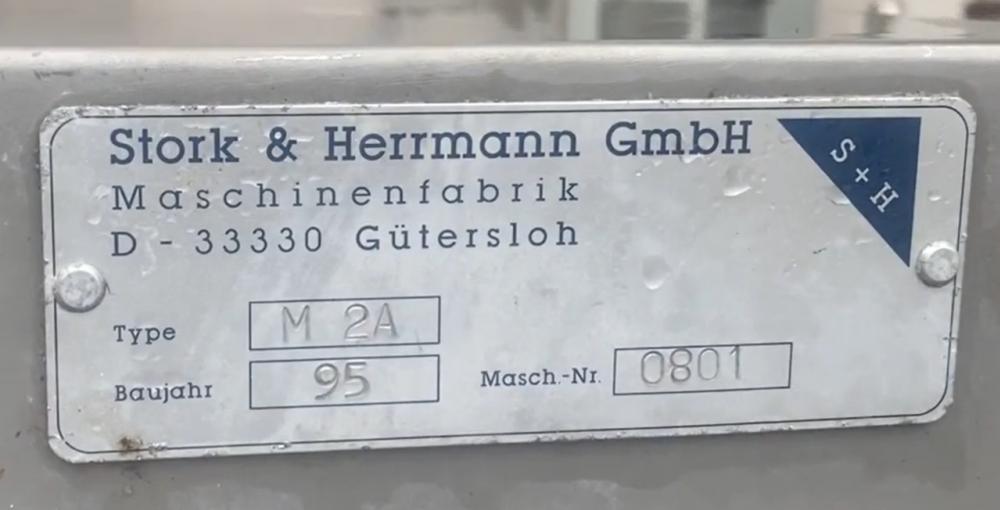 Stork & Herrmann GmbH
S + H
Maschinenfabrik
D - 33330 Gütersloh
Type M 2A
Baujahr 95 Masch.-Nr. 0801